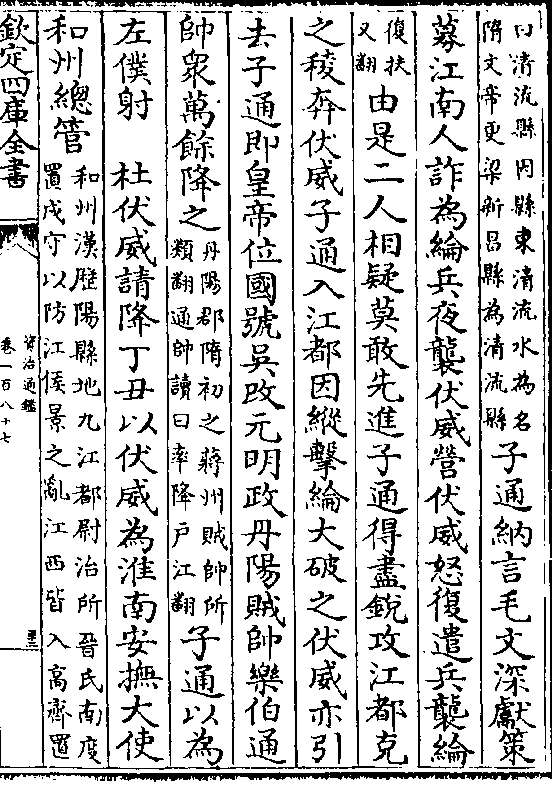 曰清流縣因縣東清流水為名
隋文帝更梁新昌縣為清流縣
子通納言毛文深獻策
募江南人詐為綸兵夜襲伏威營伏威怒復遣兵襲綸
復扶
又翻
由是二人相疑莫敢先進子通得盡銳攻江都克
之稜奔伏威子通入江都因縱擊綸大破之伏威亦引
去子通即皇帝位國號吳改元明政丹陽賊帥樂伯通
帥衆萬餘降之
丹陽郡隋初之蔣州賊帥所
類翻通帥讀曰率降户江翻
子通以為
左僕射 杜伏威請降丁丑以伏威為淮南安撫大使
和州總管
和州漢歴陽縣地九江都尉治所晉氏南度
置戍守以防江侯景之亂江西皆入高齊置
欽定四庫全書
資治通鑑
卷一百八十七